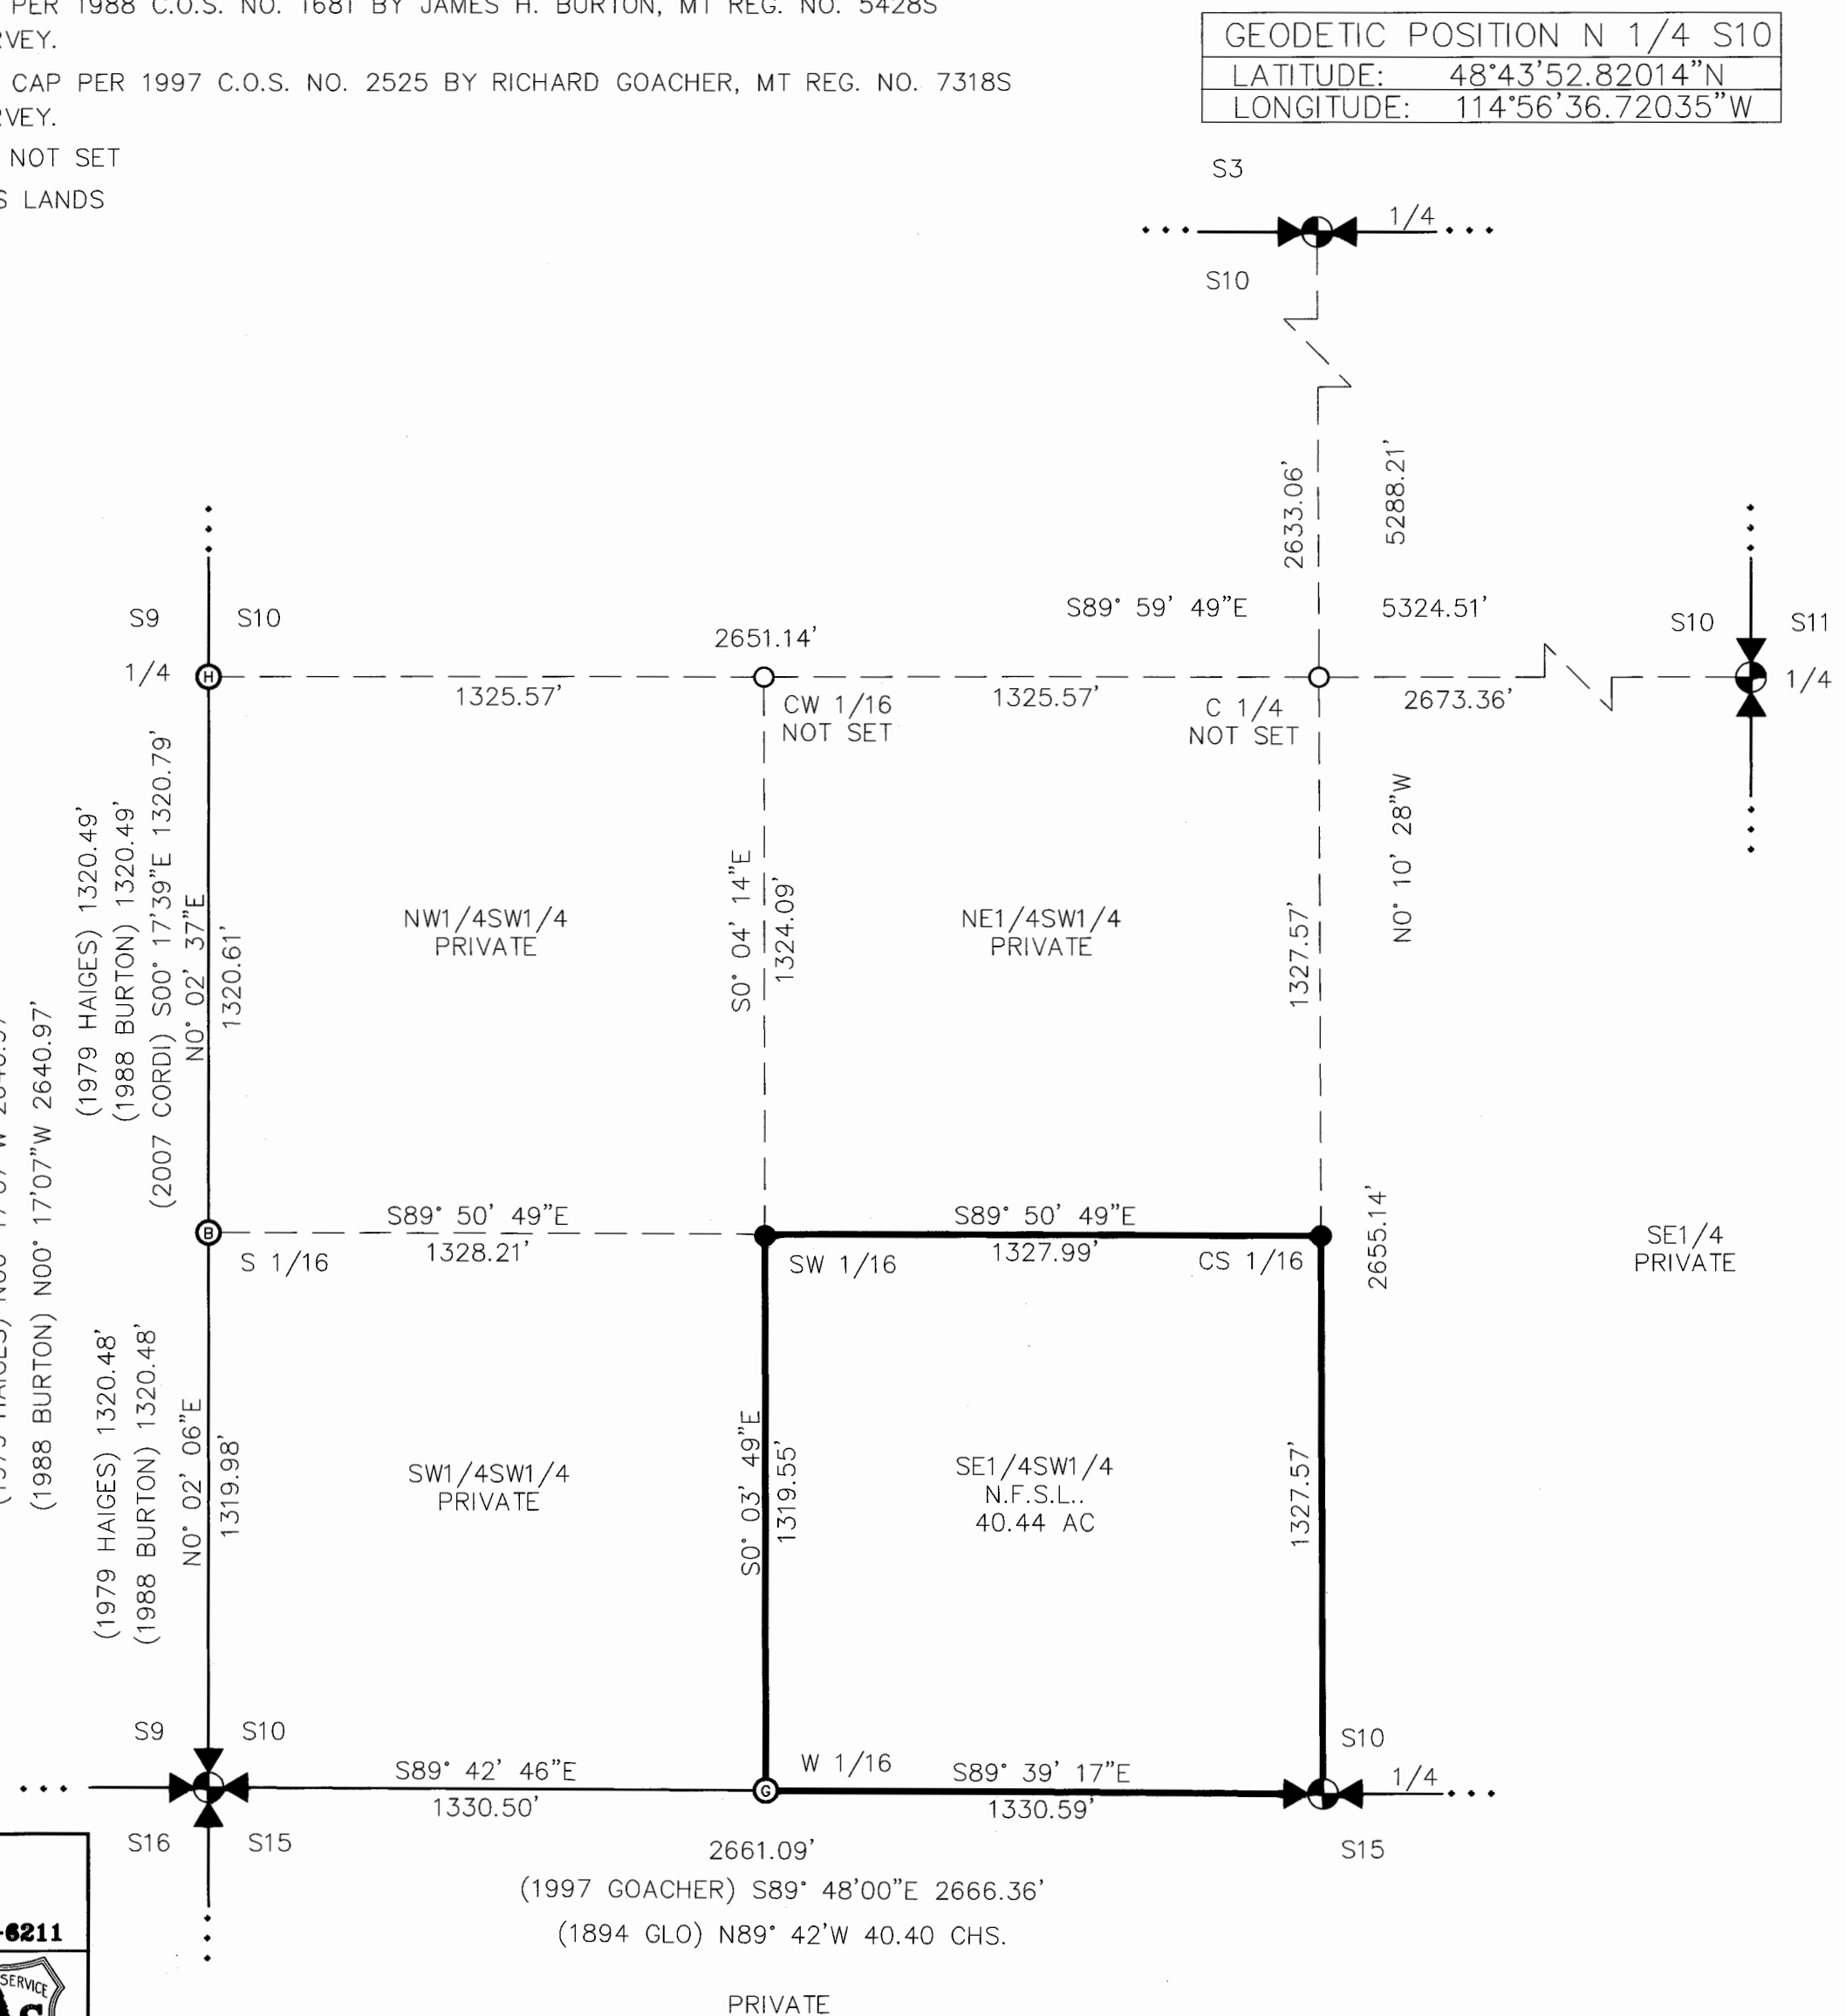 PER 1988 C.O.S. NO. 1681 BY JAMES H. BURTON, MT REG. NO. 5428S
CAP PER 1997 C.O.S. NO. 2525 BY RICHARD GOACHER, MT REG. NO. 7318S
NOT SET
LANDS
GEODETIC POSITION N 1/4 S10
LATITUDE: 48°43'52.82014"N
LONGITUDE: 114°56'36.72035"W
S3
1/4
S10
2633.06'
5288.21'
S89° 59' 49"E
5324.51'
S9
S10
2651.14'
S10
S11
1/4
H
1325.57'
CW 1/16
NOT SET
1325.57'
C 1/4
NOT SET
2673.36'
1/4
(1979 HAIGES) 1320.49'
(1988 BURTON) 1320.49'
(2007 CORDI) S00° 17'39"E 1320.79'
N0° 02' 37"E
1320.61'
NW1/4SW1/4
PRIVATE
S0° 04' 14"E
1324.09'
NE1/4SW1/4
PRIVATE
1327.57'
N0° 10' 28"W
(1988 BURTON) N00° 17'07"W 2640.97'
B
S89° 50' 49"E
1328.21'
S 1/16
SW 1/16
S89° 50' 49"E
1327.99'
CS 1/16
2655.14'
SE1/4
PRIVATE
(1979 HAIGES) 1320.48'
(1988 BURTON) 1320.48'
N0° 02' 06"E
1319.98'
SW1/4SW1/4
PRIVATE
S0° 03' 49"E
1319.55'
SE1/4SW1/4
N.F.S.L..
40.44 AC
1327.57'
S9
S10
S89° 42' 46"E
1330.50'
W 1/16
G
S89° 39' 17"E
1330.59'
S10
1/4
S16
S15
S15
2661.09'
(1997 GOACHER) S89° 48'00"E 2666.36'
(1894 GLO) N89° 42'W 40.40 CHS.
PRIVATE
-6211
SERVICE